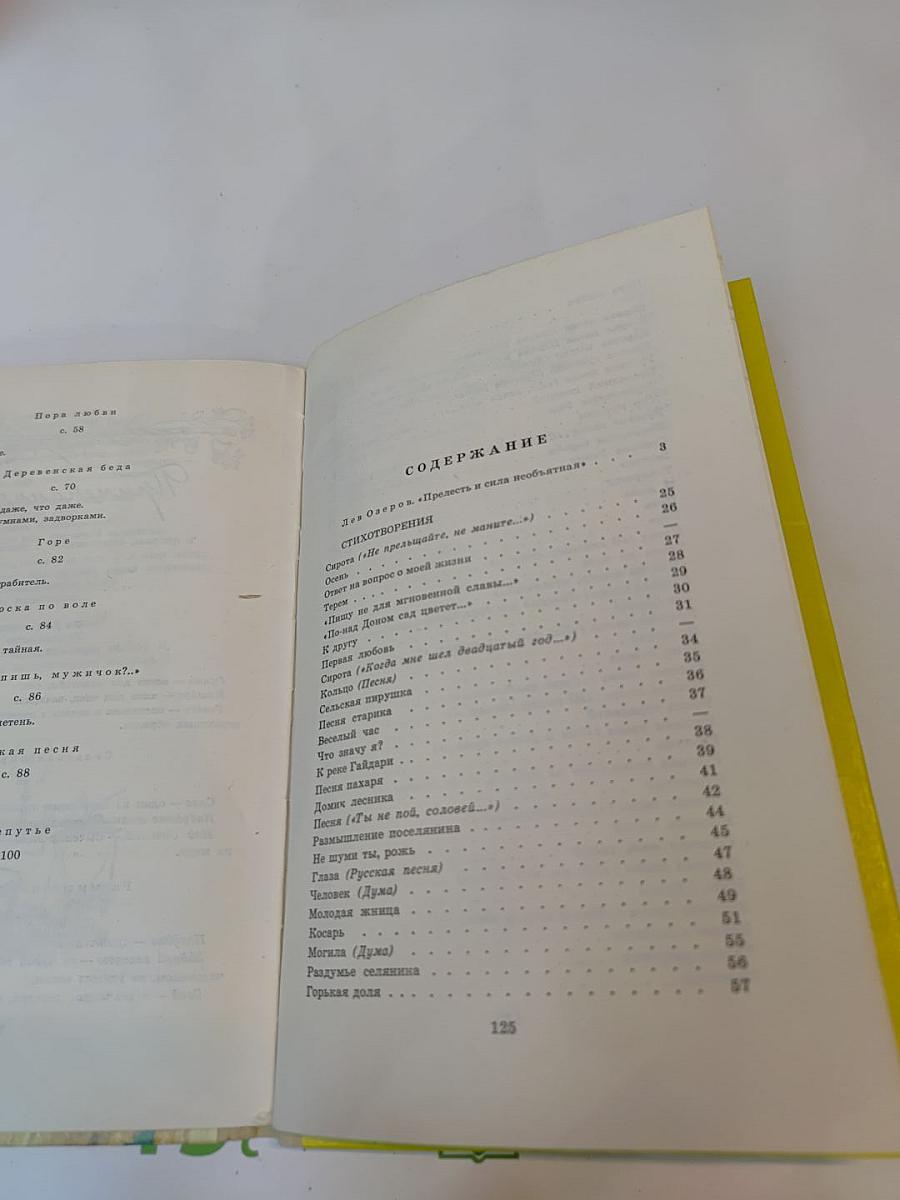 Пора любви
с. 58
е.
Деревенская беда
с. 70
даже, что даже.
умнами, задворками.
Горе
с. 82
рабитель.
оска по воле
с. 84
тайная.
пишь, мужичок?..»
с. 86
летень.
кая песня
с. 88
епутье
100
СОДЕРЖАНИЕ
Лев Озеров. «Прелесть и сила необъятная» . . . 3
СТИХОТВОРЕНИЯ
Сирота («Не прельщайте, не маните...») . . . 25
Осень . . . 26
Ответ на вопрос о моей жизни . . . —
Терем . . . 27
«Пишу не для мгновенной славы...» . . . 28
«По-над Доном сад цветет...» . . . 29
К другу . . . 30
Первая любовь . . . 31
Сирота («Когда мне шел двадцатый год...») . . . —
Кольцо (Песня) . . . 34
Сельская пирушка . . . 35
Песня старика . . . 36
Веселый час . . . 37
Что значу я? . . . —
К реке Гайдари . . . 38
Песня пахаря . . . 39
Домик лесника . . . 41
Песня («Ты не пой, соловей...») . . . 42
Размышление поселянина . . . 44
Не шуми ты, рожь . . . 45
Глаза (Русская песня) . . . 47
Человек (Дума) . . . 48
Молодая жница . . . 49
Косарь . . . 51
Могила (Дума) . . . 55
Раздумье селянина . . . 56
Горькая доля . . . 57
125